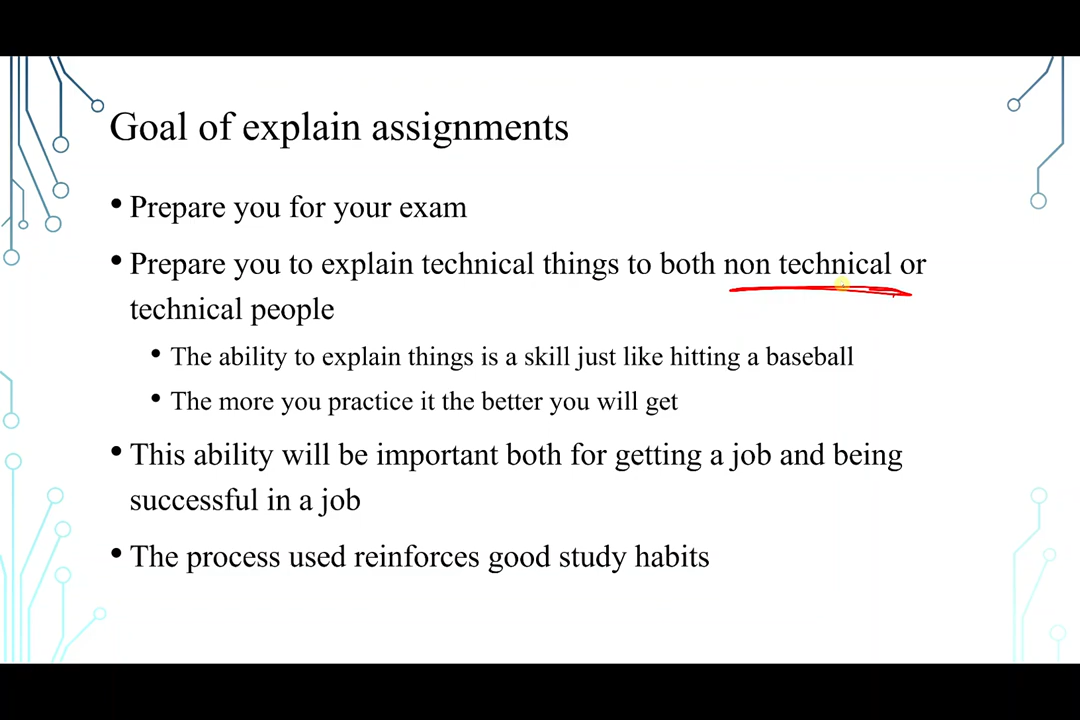 Goal of explain assignments
• Prepare you for your exam
• Prepare you to explain technical things to both non technical or
technical people
• The ability to explain things is a skill just like hitting a baseball
• The more you practice it the better you will get
• This ability will be important both for getting a job and being
successful in a job
• The process used reinforces good study habits